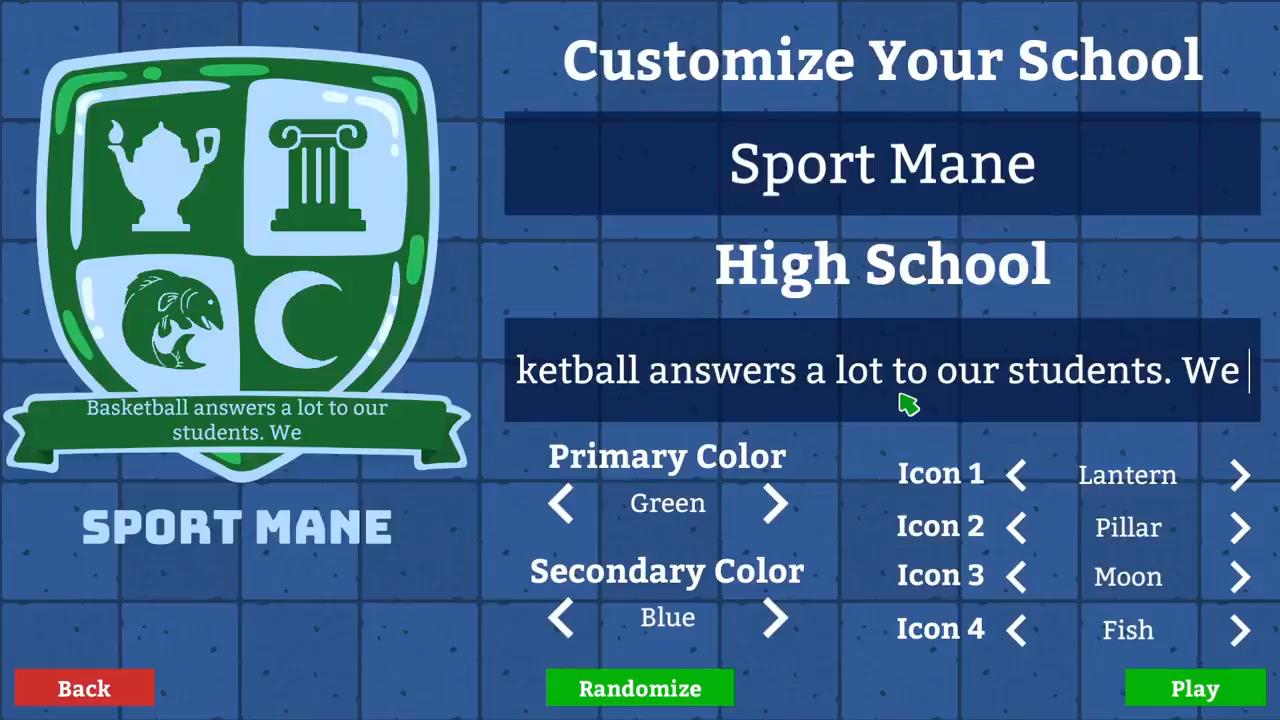 Customize Your School
Sport Mane
High School
ketball answers a lot to our students. We
Basketball answers a lot to our
students. We
SPORT MANE
Primary Color
Green
Secondary Color
Blue
Icon 1 Lantern
Icon 2 Pillar
Icon 3 Moon
Icon 4 Fish
Back
Randomize
Play